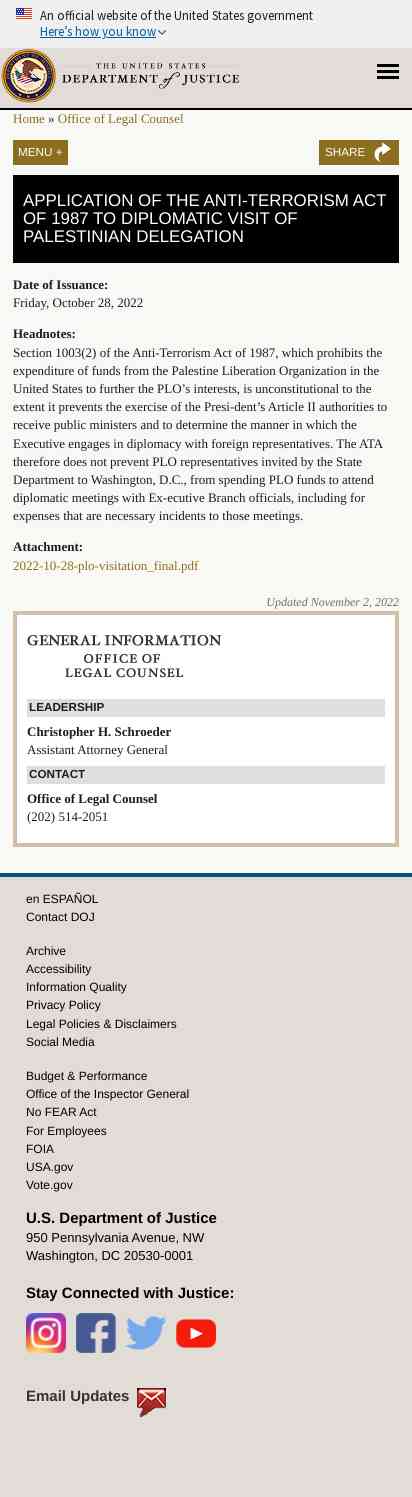 An official website of the United States government
Here's how you know
THE UNITED STATES
DEPARTMENT of JUSTICE
Home » Office of Legal Counsel
MENU +
SHARE
APPLICATION OF THE ANTI-TERRORISM ACT
OF 1987 TO DIPLOMATIC VISIT OF
PALESTINIAN DELEGATION
Date of Issuance:
Friday, October 28, 2022
Headnotes:
Section 1003(2) of the Anti-Terrorism Act of 1987, which prohibits the
expenditure of funds from the Palestine Liberation Organization in the
United States to further the PLO’s interests, is unconstitutional to the
extent it prevents the exercise of the Presi-dent’s Article II authorities to
receive public ministers and to determine the manner in which the
Executive engages in diplomacy with foreign representatives. The ATA
therefore does not prevent PLO representatives invited by the State
Department to Washington, D.C., from spending PLO funds to attend
diplomatic meetings with Ex-ecutive Branch officials, including for
expenses that are necessary incidents to those meetings.
Attachment:
2022-10-28-plo-visitation_final.pdf
Updated November 2, 2022
GENERAL INFORMATION
OFFICE OF
LEGAL COUNSEL
LEADERSHIP
Christopher H. Schroeder
Assistant Attorney General
CONTACT
Office of Legal Counsel
(202) 514-2051
en ESPAÑOL
Contact DOJ
Archive
Accessibility
Information Quality
Privacy Policy
Legal Policies & Disclaimers
Social Media
Budget & Performance
Office of the Inspector General
No FEAR Act
For Employees
FOIA
USA.gov
Vote.gov
U.S. Department of Justice
950 Pennsylvania Avenue, NW
Washington, DC 20530-0001
Stay Connected with Justice:
Email Updates